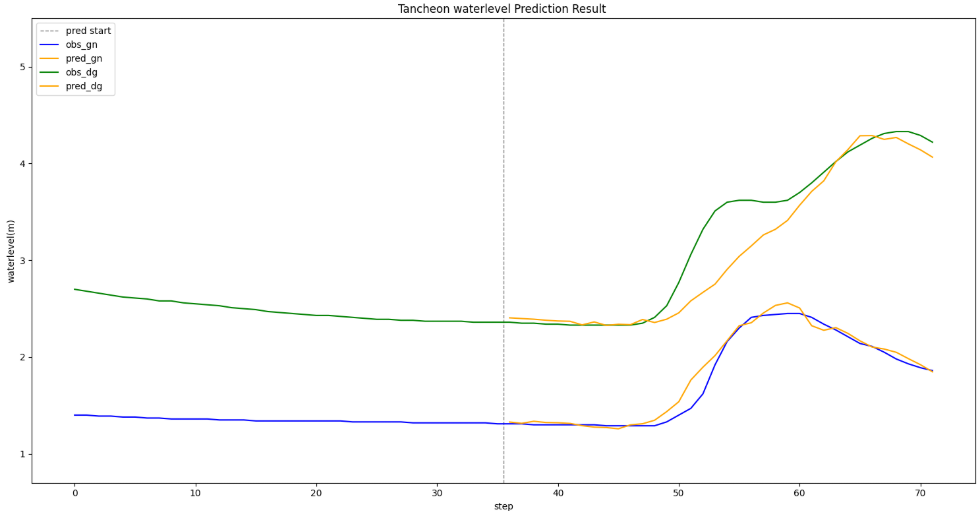 Tancheon waterlevel Prediction Result
pred start
obs_gn
pred_gn
obs_dg
pred_dg
waterlevel(m)
5
4
3
2
1
0 10 20 30 40 50 60 70
step